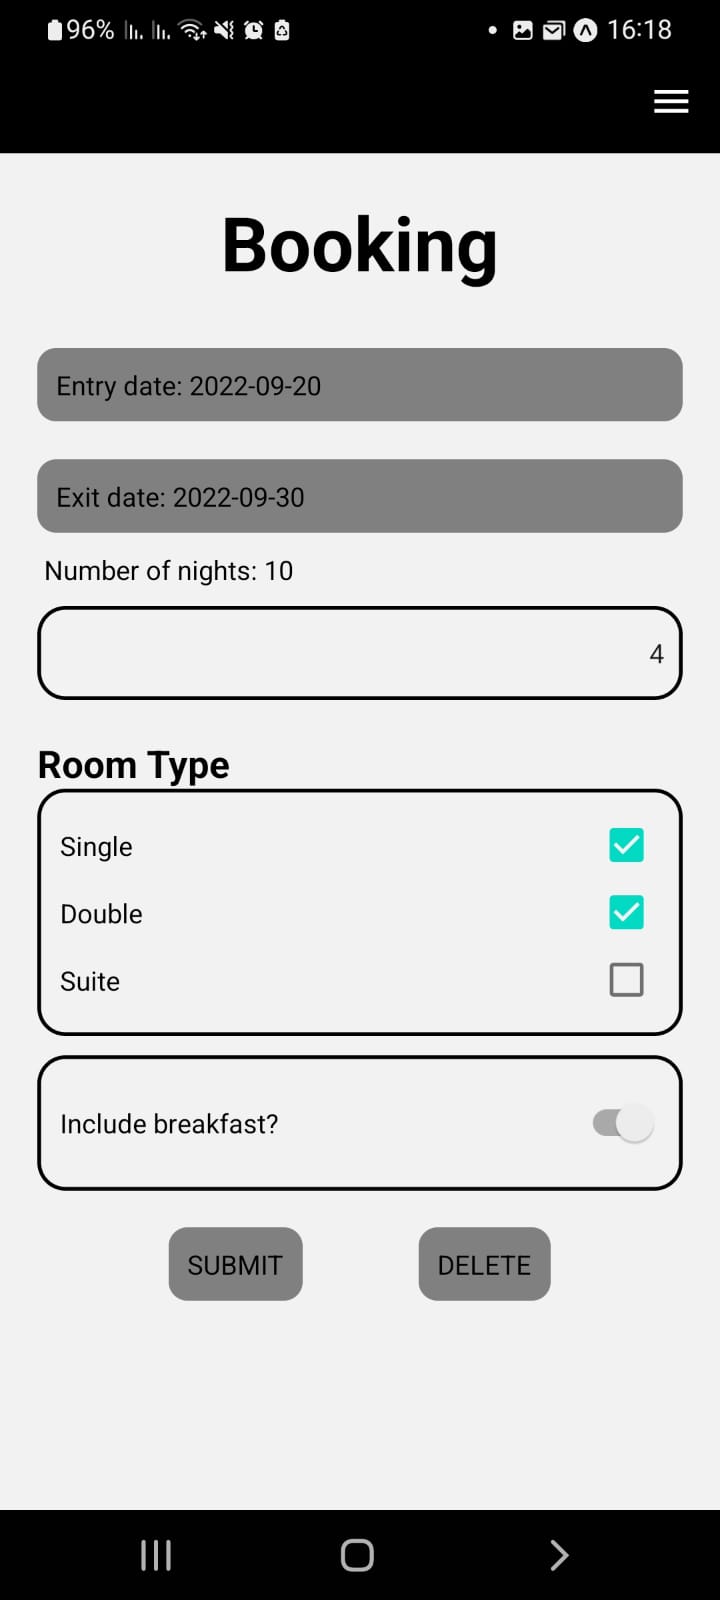 96% 16:18
Booking
Entry date: 2022-09-20
Exit date: 2022-09-30
Number of nights: 10
4
Room Type
Single
Double
Suite
Include breakfast?
SUBMIT DELETE